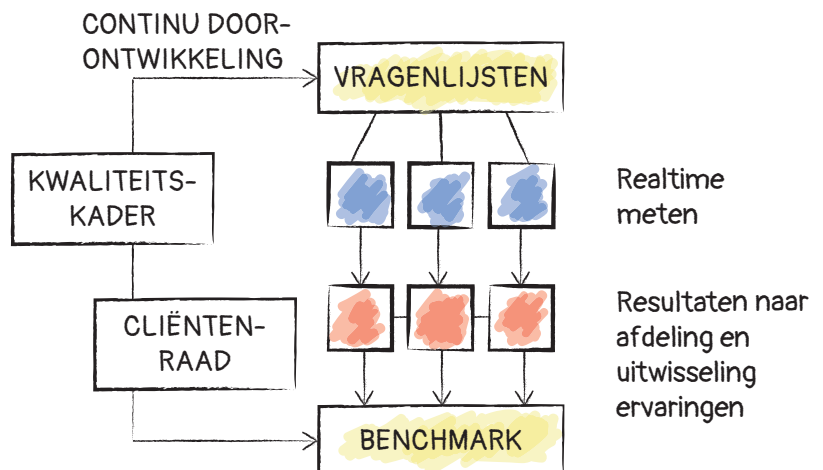 CONTINU DOOR-
ONTWIKKELING
VRAGENLIJSTEN
KWALITEITS-
KADER
Realtime
meten
CLIËNTEN-
RAAD
Resultaten naar
afdeling en
uitwisseling
ervaringen
BENCHMARK